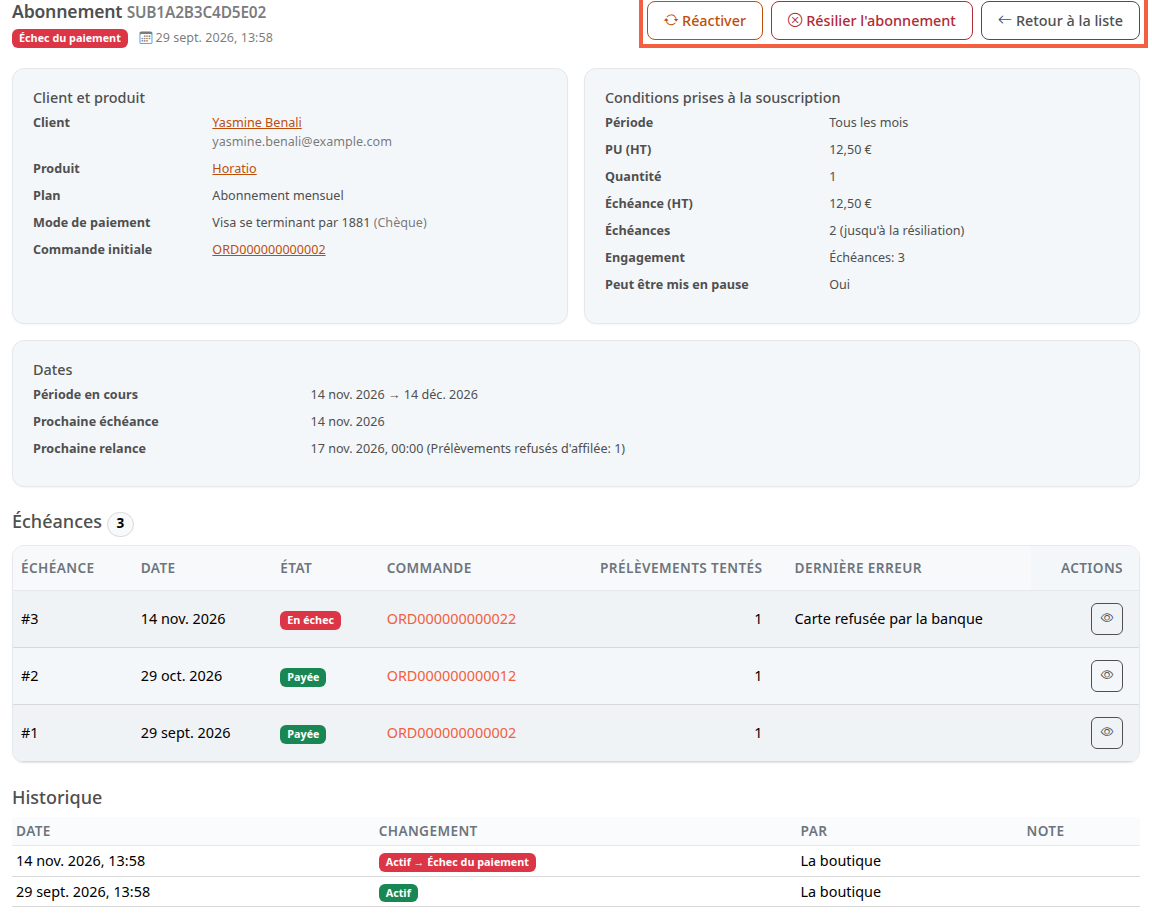 Abonnement SUB1A2B3C4D5E02
Échec du paiement 29 sept. 2026, 13:58
Réactiver
Résilier l'abonnement
← Retour à la liste
Client et produit
Client Yasmine Benali
yasmine.benali@example.com
Produit Horatio
Plan Abonnement mensuel
Mode de paiement Visa se terminant par 1881 (Chèque)
Commande initiale ORD000000000002
Conditions prises à la souscription
Période Tous les mois
PU (HT) 12,50 €
Quantité 1
Échéance (HT) 12,50 €
Échéances 2 (jusqu'à la résiliation)
Engagement Échéances: 3
Peut être mis en pause Oui
Dates
Période en cours 14 nov. 2026 → 14 déc. 2026
Prochaine échéance 14 nov. 2026
Prochaine relance 17 nov. 2026, 00:00 (Prélèvements refusés d'affilée: 1)
Échéances 3
ÉCHÉANCE DATE ÉTAT COMMANDE PRÉLÈVEMENTS TENTÉS DERNIÈRE ERREUR ACTIONS
#3 14 nov. 2026 En échec ORD000000000022 1 Carte refusée par la banque
#2 29 oct. 2026 Payée ORD000000000012 1
#1 29 sept. 2026 Payée ORD000000000002 1
Historique
DATE CHANGEMENT PAR NOTE
14 nov. 2026, 13:58 Actif → Échec du paiement La boutique
29 sept. 2026, 13:58 Actif La boutique